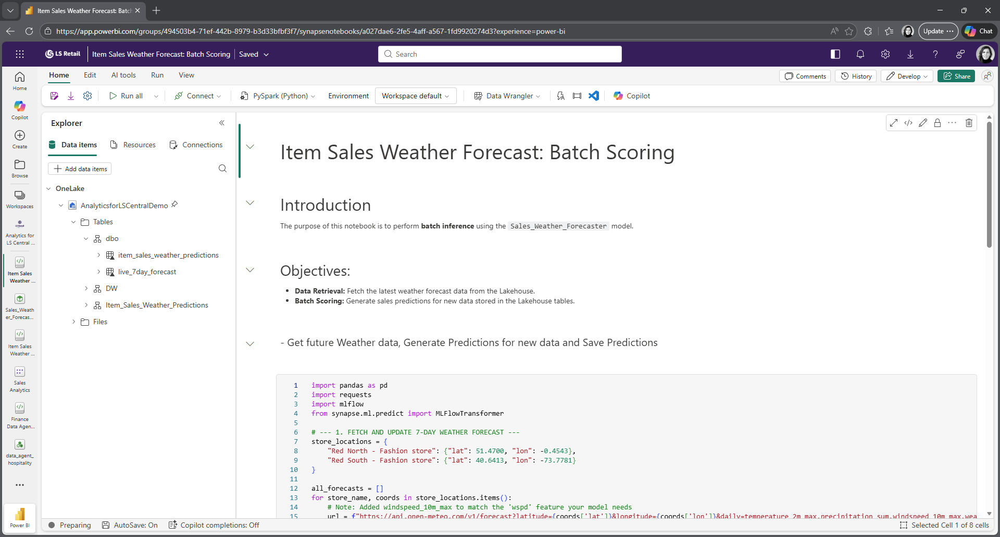 Item Sales Weather Forecast: Batch
https://app.powerbi.com/groups/494503b4-71ef-442b-8979-b3d33bfbf3f7/synapsenotebooks/a027dae6-2fe5-4aff-a567-1fd9920274d3?experience=power-bi
Update
Chat
LS Retail
Item Sales Weather Forecast: Batch Scoring
Saved
Search
Home
Edit
AI tools
Run
View
Comments
History
Develop
Share
Run all
Connect
PySpark (Python)
Environment
Workspace default
Data Wrangler
Copilot
Home
Copilot
Create
Browse
Workspaces
Analytics for
LS Central ...
Item Sales
Weather ...
Sales_Weath
er_Forecas...
Item Sales
Weather ...
Sales
Analytics
Finance
Data Agen...
data_agent_
hospitality
Power BI
Explorer
Data items
Resources
Connections
Add data items
OneLake
AnalyticsforLSCentralDemo
Tables
dbo
item_sales_weather_predictions
live_7day_forecast
DW
Item_Sales_Weather_Predictions
Files
Item Sales Weather Forecast: Batch Scoring
Introduction
The purpose of this notebook is to perform batch inference using the Sales_Weather_Forecaster model.
Objectives:
• Data Retrieval: Fetch the latest weather forecast data from the Lakehouse.
• Batch Scoring: Generate sales predictions for new data stored in the Lakehouse tables.
- Get future Weather data, Generate Predictions for new data and Save Predictions
1 import pandas as pd
2 import requests
3 import mlflow
4 from synapse.ml.predict import MLFlowTransformer
5
6 # --- 1. FETCH AND UPDATE 7-DAY WEATHER FORECAST ---
7 store_locations = {
8 "Red North - Fashion store": {"lat": 51.4700, "lon": -0.4543},
9 "Red South - Fashion store": {"lat": 40.6413, "lon": -73.7781}
10 }
11
12 all_forecasts = []
13 for store_name, coords in store_locations.items():
14 # Note: Added windspeed_10m_max to match the 'wspd' feature your model needs
15 url = f"https://api.open-meteo.com/v1/forecast?latitude={coords['lat']}&longitude={coords['lon']}&daily=temperature_2m_max,precipitation_sum,windspeed_10m_max,wea
Preparing
AutoSave: On
Copilot completions: Off
Selected Cell 1 of 8 cells